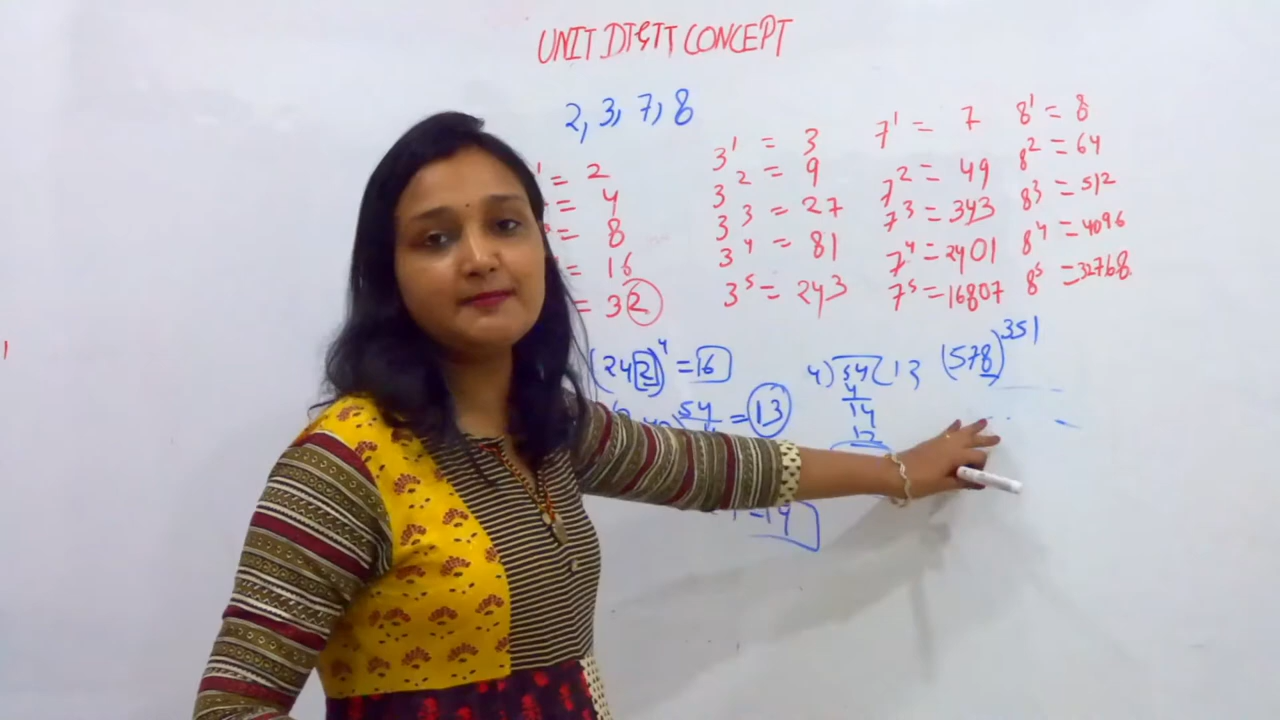 UNIT DIGIT CONCEPT
2, 3, 7, 8
= 2
= 4
= 8
= 16
= 32
3¹ = 3
3² = 9
3³ = 27
3⁴ = 81
3⁵ = 243
7¹ = 7
7² = 49
7³ = 343
7⁴ = 2401
7⁵ = 16807
8¹ = 8
8² = 64
8³ = 512
8⁴ = 4096
8⁵ = 32768
(242)⁴ = 16
54 = 13
4) 54 ( 13
4
14
12
(578)³⁵¹